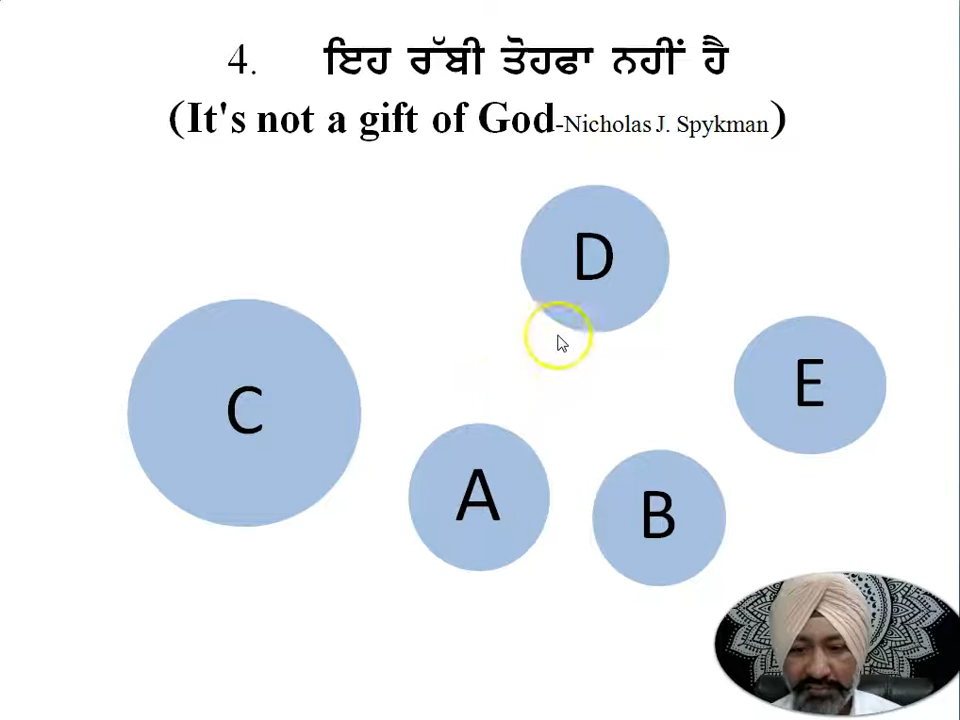 4. ਇਹ ਰੱਬੀ ਤੋਹਫਾ ਨਹੀਂ ਹੈ
(It's not a gift of God-Nicholas J. Spykman)
D
C
E
A
B